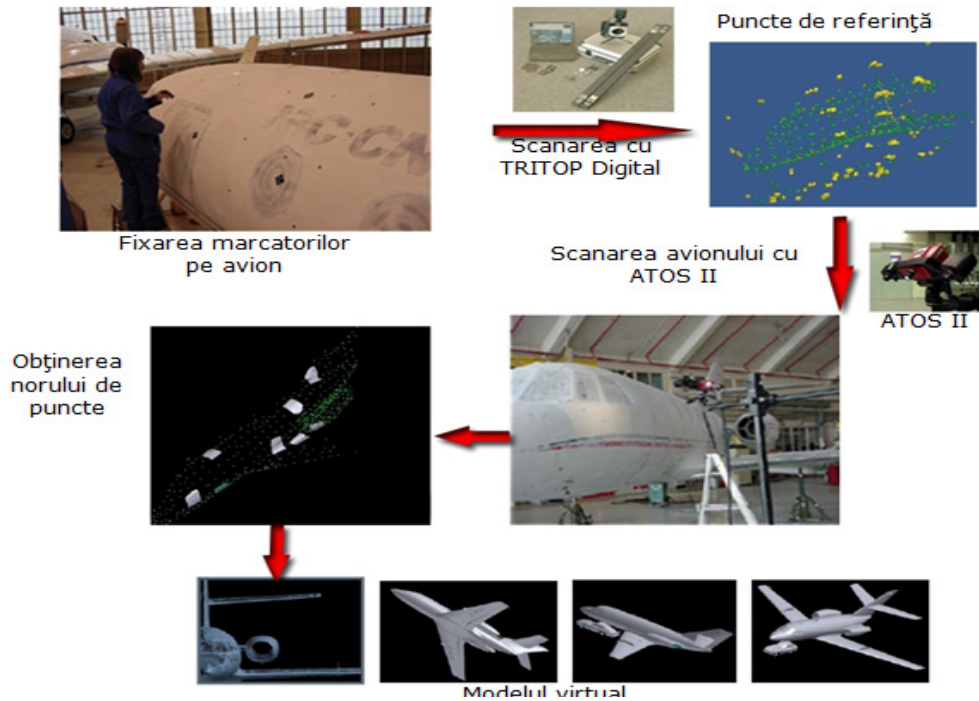 Puncte de referinţă
Scanarea cu
TRITOP Digital
Fixarea marcatorilor
pe avion
Scanarea avionului cu
ATOS II
ATOS II
Obţinerea
norului de
puncte
Modelul virtual